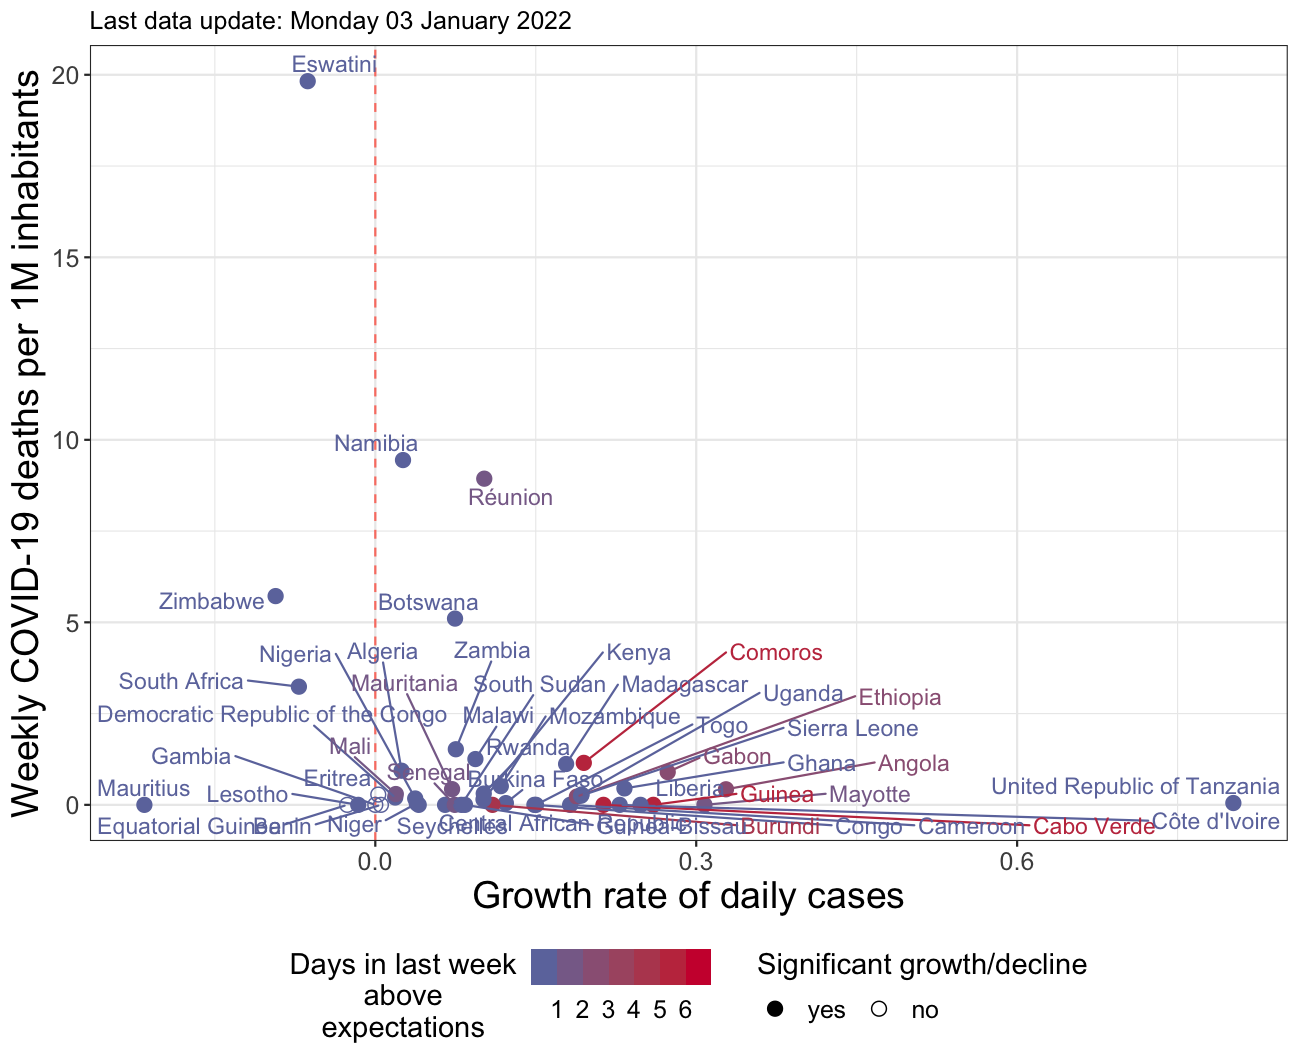 Last data update: Monday 03 January 2022
Weekly COVID-19 deaths per 1M inhabitants
20
15
10
5
0
Eswatini
Namibia
Réunion
Zimbabwe
Botswana
Nigeria
Algeria
Zambia
Kenya
Comoros
South Africa
Mauritania
South Sudan
Madagascar
Uganda
Ethiopia
Democratic Republic of the Congo
Malawi
Mozambique
Togo
Sierra Leone
Mali
Rwanda
Gambia
Gabon
Ghana
Angola
Eritrea
Senegal
Burkina Faso
Mauritius
Lesotho
Liberia
Guinea
Mayotte
United Republic of Tanzania
Equatorial Guinea
Benin
Niger
Seychelles
Central African Republic
Guinea-Bissau
Burundi
Congo
Cameroon
Cabo Verde
Côte d'Ivoire
0.0
0.3
0.6
Growth rate of daily cases
Days in last week
above
expectations
1 2 3 4 5 6
Significant growth/decline
yes
no